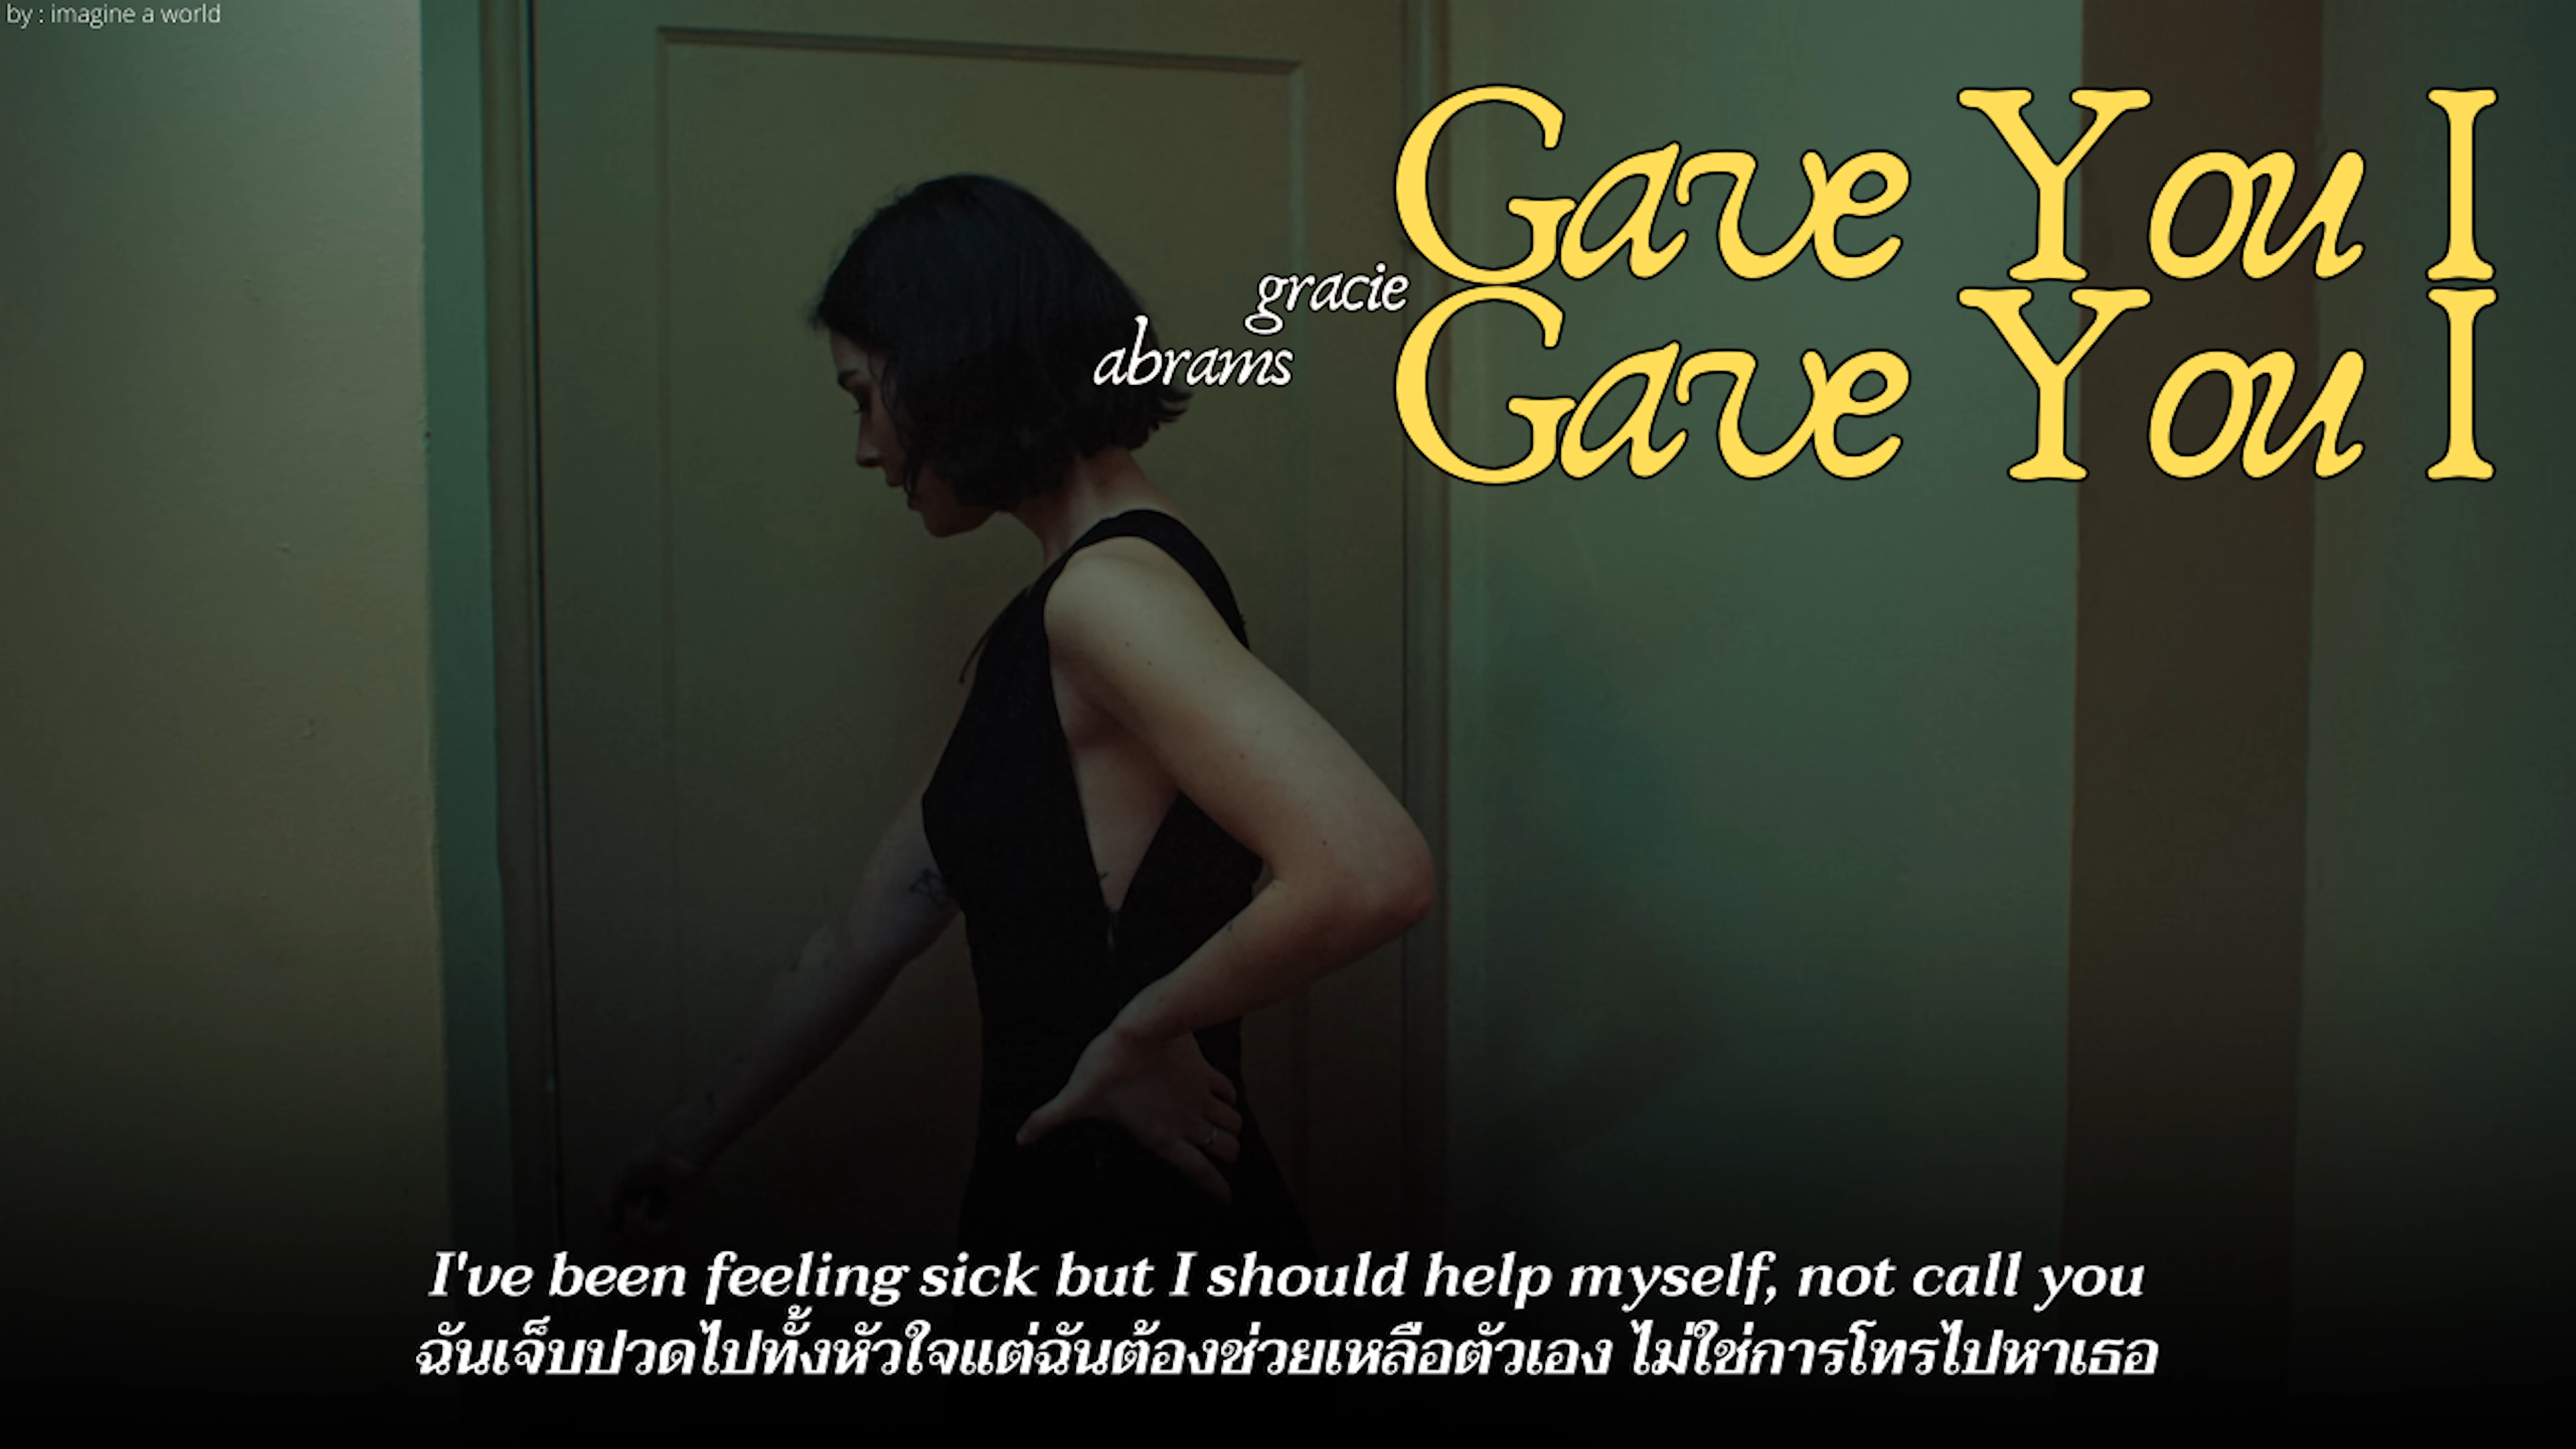 by : imagine a world
Gave You I
gracie
abrams
Gave You I
I've been feeling sick but I should help myself, not call you
ฉันเจ็บปวดไปทั้งหัวใจแต่ฉันต้องช่วยเหลือตัวเอง ไม่ใช่การโทรไปหาเธอ